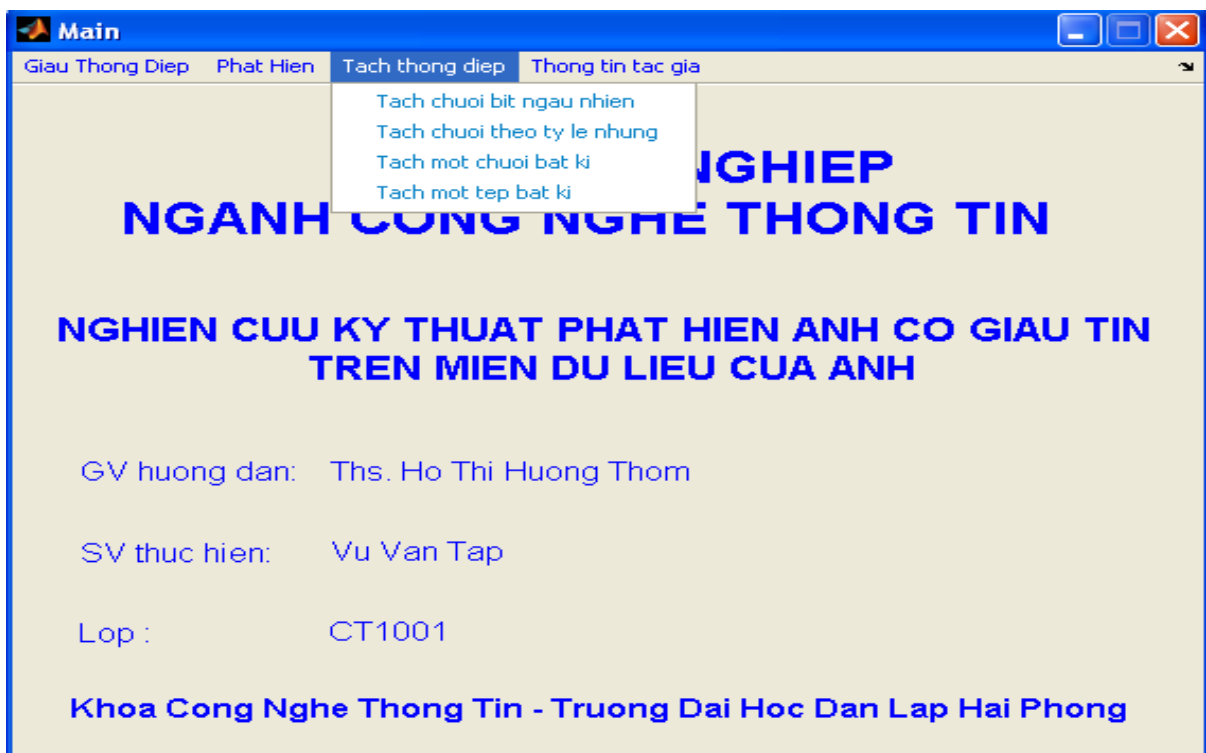 Main
Giau Thong Diep Phat Hien Tach thong diep Thong tin tac gia
Tach chuoi bit ngau nhien
Tach chuoi theo ty le nhung
Tach mot chuoi bat ki
Tach mot tep bat ki
NGHIEP
NGANH CONG NGHE THONG TIN
NGHIEN CUU KY THUAT PHAT HIEN ANH CO GIAU TIN
TREN MIEN DU LIEU CUA ANH
GV huong dan: Ths. Ho Thi Huong Thom
SV thuc hien: Vu Van Tap
Lop : CT1001
Khoa Cong Nghe Thong Tin - Truong Dai Hoc Dan Lap Hai Phong